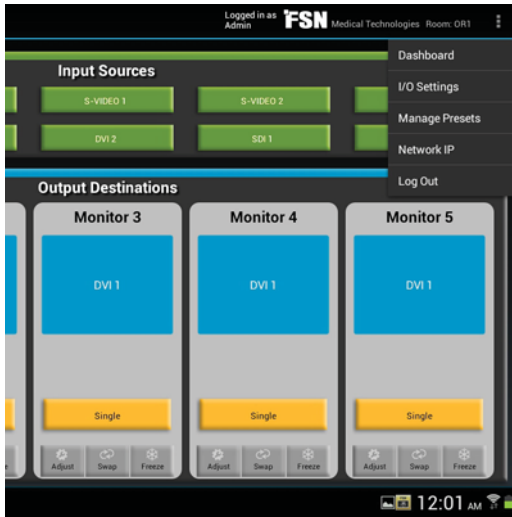 Logged in as
Admin
FSN Medical Technologies Room: OR1
Dashboard
I/O Settings
Manage Presets
Network IP
Log Out
Input Sources
S-VIDEO 1 S-VIDEO 2
DVI 2 SDI 1
Output Destinations
Monitor 3 Monitor 4 Monitor 5
DVI 1 DVI 1 DVI 1
Single Single Single
Adjust Swap Freeze Adjust Swap Freeze Adjust Swap Freeze
12:01 AM